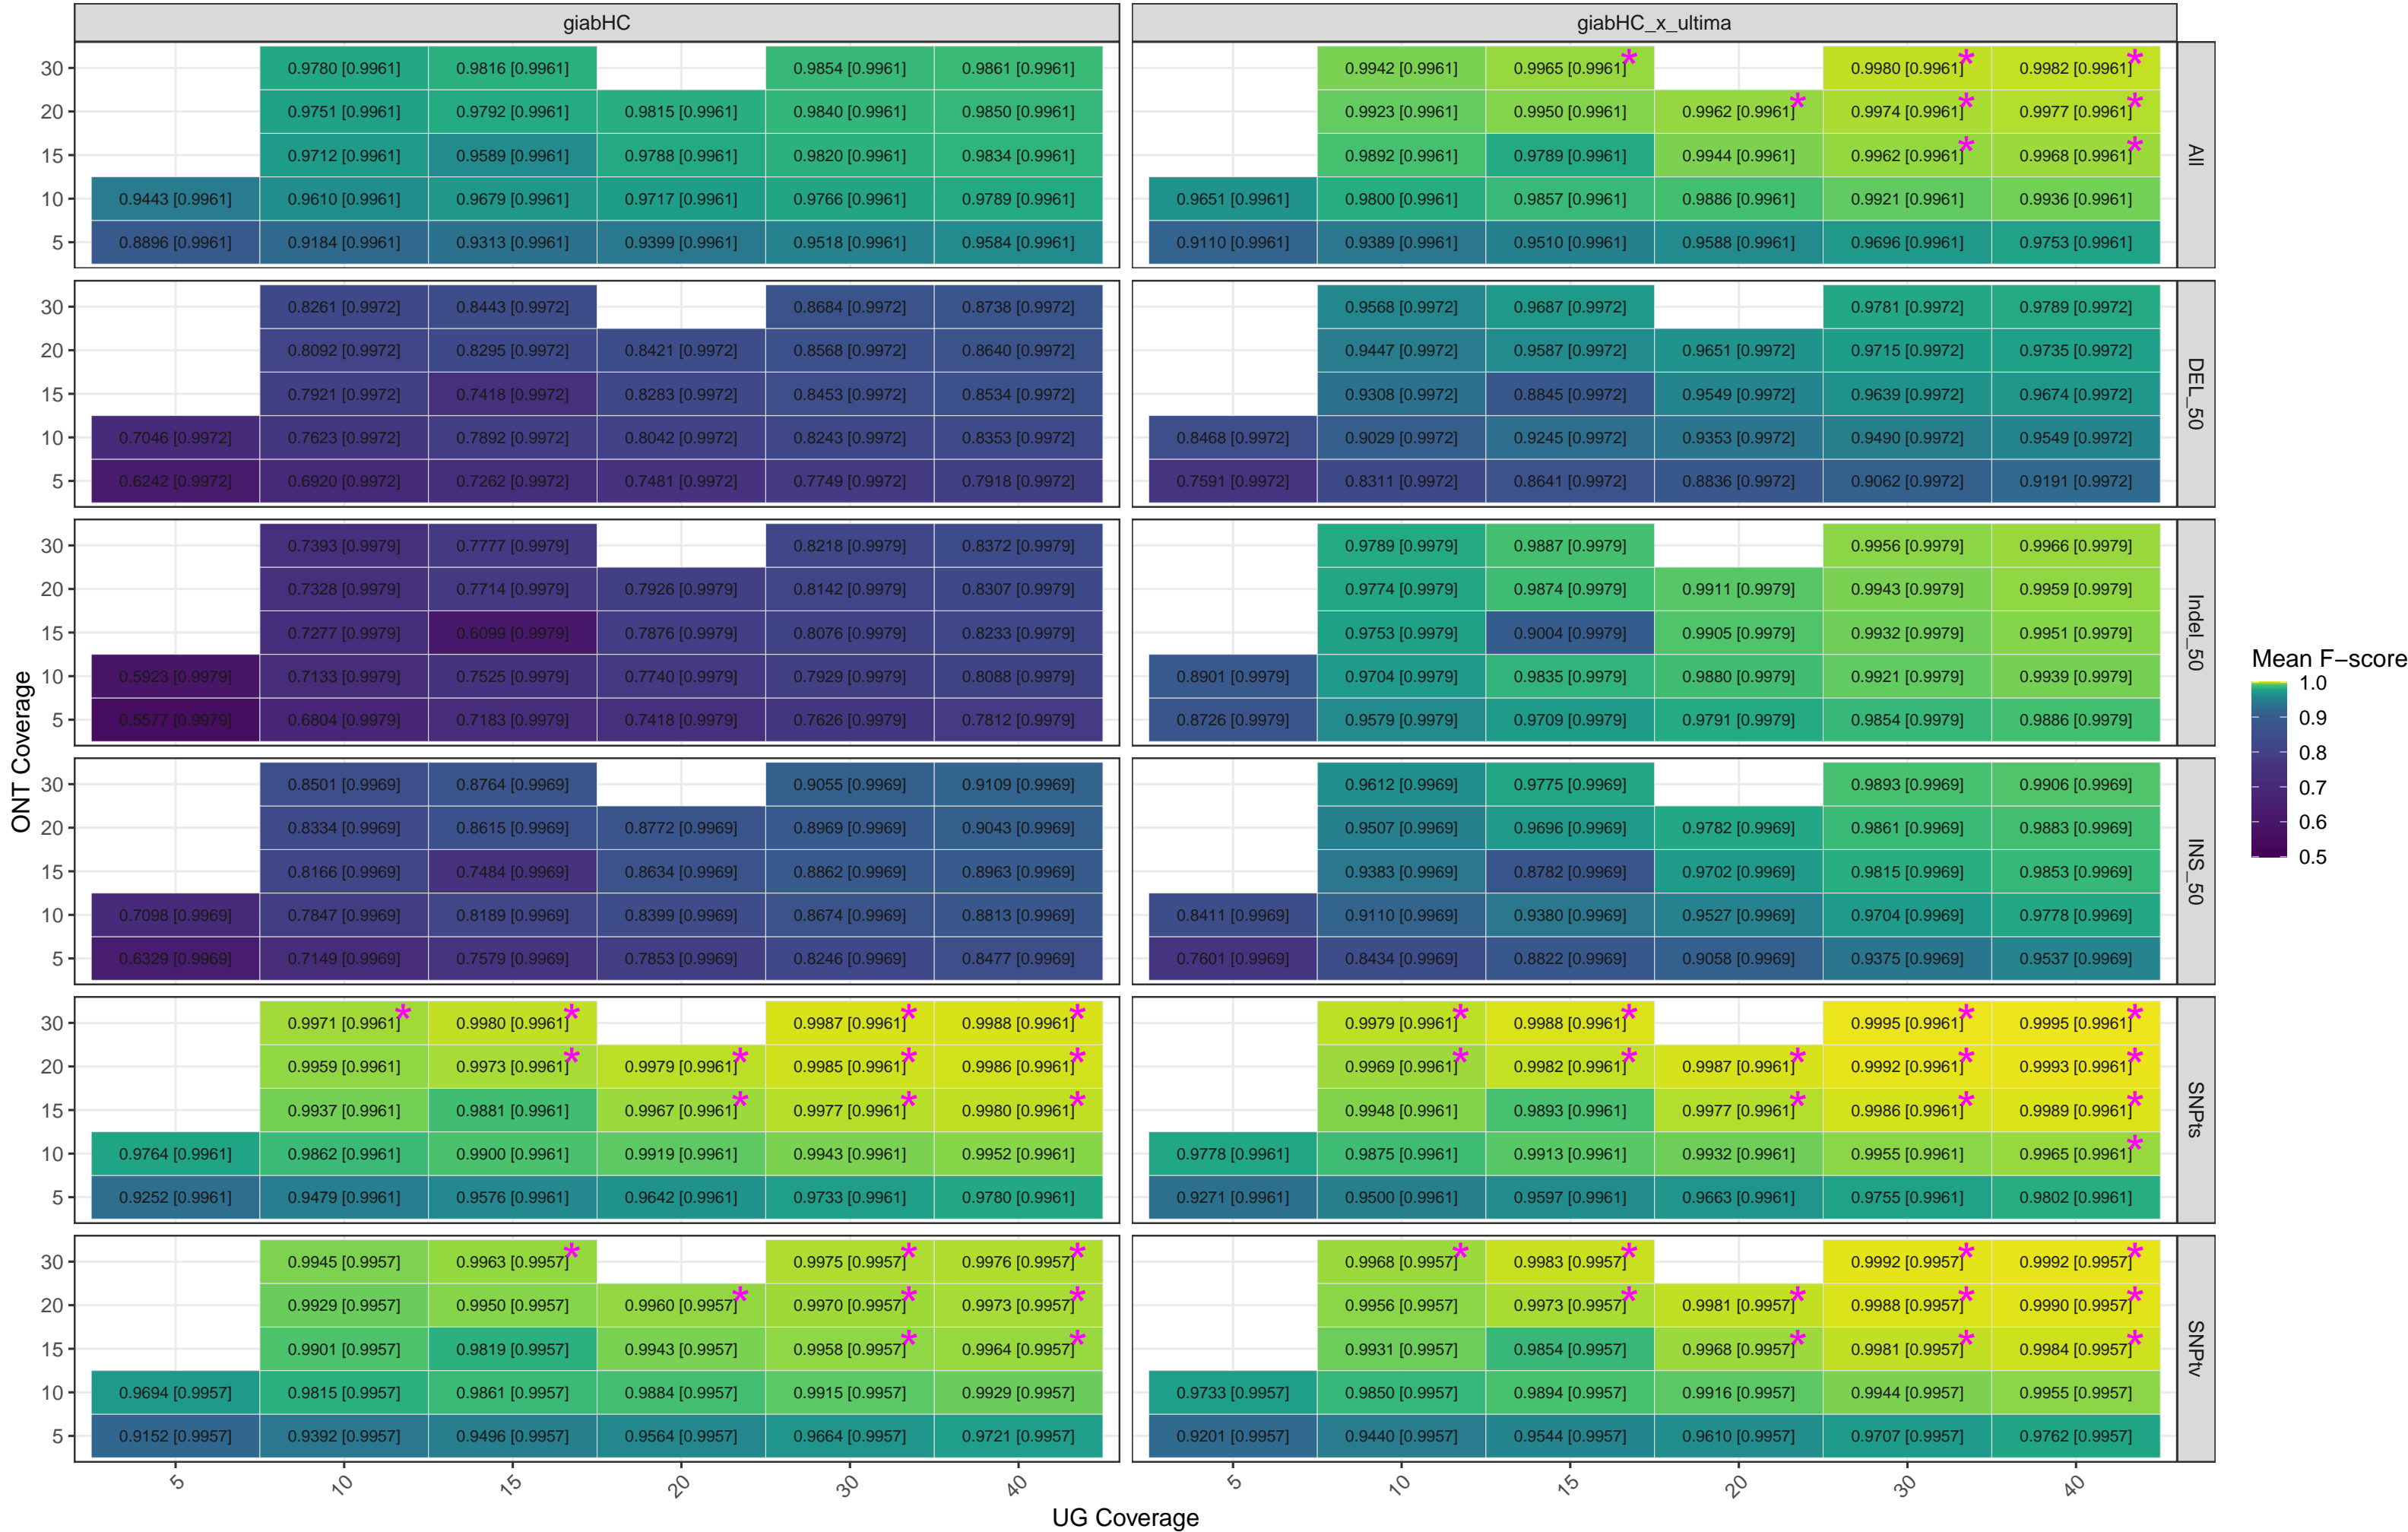 giabHC giabHC_x_ultima
30 0.9780 [0.9961] 0.9816 [0.9961] 0.9854 [0.9961] 0.9861 [0.9961] 0.9942 [0.9961] 0.9965 [0.9961] * 0.9980 [0.9961] * 0.9982 [0.9961] *
20 0.9751 [0.9961] 0.9792 [0.9961] 0.9815 [0.9961] 0.9840 [0.9961] 0.9850 [0.9961] 0.9923 [0.9961] 0.9950 [0.9961] 0.9962 [0.9961] * 0.9974 [0.9961] * 0.9977 [0.9961] *
15 0.9712 [0.9961] 0.9589 [0.9961] 0.9788 [0.9961] 0.9820 [0.9961] 0.9834 [0.9961] 0.9892 [0.9961] 0.9789 [0.9961] 0.9944 [0.9961] 0.9962 [0.9961] * 0.9968 [0.9961] * All
10 0.9443 [0.9961] 0.9610 [0.9961] 0.9679 [0.9961] 0.9717 [0.9961] 0.9766 [0.9961] 0.9789 [0.9961] 0.9651 [0.9961] 0.9800 [0.9961] 0.9857 [0.9961] 0.9886 [0.9961] 0.9921 [0.9961] 0.9936 [0.9961]
5 0.8896 [0.9961] 0.9184 [0.9961] 0.9313 [0.9961] 0.9399 [0.9961] 0.9518 [0.9961] 0.9584 [0.9961] 0.9110 [0.9961] 0.9389 [0.9961] 0.9510 [0.9961] 0.9588 [0.9961] 0.9696 [0.9961] 0.9753 [0.9961]
30 0.8261 [0.9972] 0.8443 [0.9972] 0.8684 [0.9972] 0.8738 [0.9972] 0.9568 [0.9972] 0.9687 [0.9972] 0.9781 [0.9972] 0.9789 [0.9972]
20 0.8092 [0.9972] 0.8295 [0.9972] 0.8421 [0.9972] 0.8568 [0.9972] 0.8640 [0.9972] 0.9447 [0.9972] 0.9587 [0.9972] 0.9651 [0.9972] 0.9715 [0.9972] 0.9735 [0.9972]
15 0.7921 [0.9972] 0.7418 [0.9972] 0.8283 [0.9972] 0.8453 [0.9972] 0.8534 [0.9972] 0.9308 [0.9972] 0.8845 [0.9972] 0.9549 [0.9972] 0.9639 [0.9972] 0.9674 [0.9972] DEL_50
10 0.7046 [0.9972] 0.7623 [0.9972] 0.7892 [0.9972] 0.8042 [0.9972] 0.8243 [0.9972] 0.8353 [0.9972] 0.8468 [0.9972] 0.9029 [0.9972] 0.9245 [0.9972] 0.9353 [0.9972] 0.9490 [0.9972] 0.9549 [0.9972]
5 0.6242 [0.9972] 0.6920 [0.9972] 0.7262 [0.9972] 0.7481 [0.9972] 0.7749 [0.9972] 0.7918 [0.9972] 0.7591 [0.9972] 0.8311 [0.9972] 0.8641 [0.9972] 0.8836 [0.9972] 0.9062 [0.9972] 0.9191 [0.9972]
30 0.7393 [0.9979] 0.7777 [0.9979] 0.8218 [0.9979] 0.8372 [0.9979] 0.9789 [0.9979] 0.9887 [0.9979] 0.9956 [0.9979] 0.9966 [0.9979]
20 0.7328 [0.9979] 0.7714 [0.9979] 0.7926 [0.9979] 0.8142 [0.9979] 0.8307 [0.9979] 0.9774 [0.9979] 0.9874 [0.9979] 0.9911 [0.9979] 0.9943 [0.9979] 0.9959 [0.9979]
15 0.7277 [0.9979] 0.6099 [0.9979] 0.7876 [0.9979] 0.8076 [0.9979] 0.8233 [0.9979] 0.9753 [0.9979] 0.9004 [0.9979] 0.9905 [0.9979] 0.9932 [0.9979] 0.9951 [0.9979] Indel_50
10 0.5923 [0.9979] 0.7133 [0.9979] 0.7525 [0.9979] 0.7740 [0.9979] 0.7929 [0.9979] 0.8088 [0.9979] 0.8901 [0.9979] 0.9704 [0.9979] 0.9835 [0.9979] 0.9880 [0.9979] 0.9921 [0.9979] 0.9939 [0.9979]
5 0.5577 [0.9979] 0.6804 [0.9979] 0.7183 [0.9979] 0.7418 [0.9979] 0.7626 [0.9979] 0.7812 [0.9979] 0.8726 [0.9979] 0.9579 [0.9979] 0.9709 [0.9979] 0.9791 [0.9979] 0.9854 [0.9979] 0.9886 [0.9979]
30 0.8501 [0.9969] 0.8764 [0.9969] 0.9055 [0.9969] 0.9109 [0.9969] 0.9612 [0.9969] 0.9775 [0.9969] 0.9893 [0.9969] 0.9906 [0.9969]
20 0.8334 [0.9969] 0.8615 [0.9969] 0.8772 [0.9969] 0.8969 [0.9969] 0.9043 [0.9969] 0.9507 [0.9969] 0.9696 [0.9969] 0.9782 [0.9969] 0.9861 [0.9969] 0.9883 [0.9969]
15 0.8166 [0.9969] 0.7484 [0.9969] 0.8634 [0.9969] 0.8862 [0.9969] 0.8963 [0.9969] 0.9383 [0.9969] 0.8782 [0.9969] 0.9702 [0.9969] 0.9815 [0.9969] 0.9853 [0.9969] INS_50
10 0.7098 [0.9969] 0.7847 [0.9969] 0.8189 [0.9969] 0.8399 [0.9969] 0.8674 [0.9969] 0.8813 [0.9969] 0.8411 [0.9969] 0.9110 [0.9969] 0.9380 [0.9969] 0.9527 [0.9969] 0.9704 [0.9969] 0.9778 [0.9969]
5 0.6329 [0.9969] 0.7149 [0.9969] 0.7579 [0.9969] 0.7853 [0.9969] 0.8246 [0.9969] 0.8477 [0.9969] 0.7601 [0.9969] 0.8434 [0.9969] 0.8822 [0.9969] 0.9058 [0.9969] 0.9375 [0.9969] 0.9537 [0.9969]
30 0.9971 [0.9961] * 0.9980 [0.9961] * 0.9987 [0.9961] * 0.9988 [0.9961] * 0.9979 [0.9961] * 0.9988 [0.9961] * 0.9995 [0.9961] * 0.9995 [0.9961] *
20 0.9959 [0.9961] 0.9973 [0.9961] * 0.9979 [0.9961] * 0.9985 [0.9961] * 0.9986 [0.9961] * 0.9969 [0.9961] * 0.9982 [0.9961] * 0.9987 [0.9961] * 0.9992 [0.9961] * 0.9993 [0.9961] *
15 0.9937 [0.9961] 0.9881 [0.9961] 0.9967 [0.9961] * 0.9977 [0.9961] * 0.9980 [0.9961] * 0.9948 [0.9961] 0.9893 [0.9961] 0.9977 [0.9961] * 0.9986 [0.9961] * 0.9989 [0.9961] * SNPts
10 0.9764 [0.9961] 0.9862 [0.9961] 0.9900 [0.9961] 0.9919 [0.9961] 0.9943 [0.9961] 0.9952 [0.9961] 0.9778 [0.9961] 0.9875 [0.9961] 0.9913 [0.9961] 0.9932 [0.9961] 0.9955 [0.9961] 0.9965 [0.9961] *
5 0.9252 [0.9961] 0.9479 [0.9961] 0.9576 [0.9961] 0.9642 [0.9961] 0.9733 [0.9961] 0.9780 [0.9961] 0.9271 [0.9961] 0.9500 [0.9961] 0.9597 [0.9961] 0.9663 [0.9961] 0.9755 [0.9961] 0.9802 [0.9961]
30 0.9945 [0.9957] 0.9963 [0.9957] * 0.9975 [0.9957] * 0.9976 [0.9957] * 0.9968 [0.9957] * 0.9983 [0.9957] * 0.9992 [0.9957] * 0.9992 [0.9957] *
20 0.9929 [0.9957] 0.9950 [0.9957] 0.9960 [0.9957] * 0.9970 [0.9957] * 0.9973 [0.9957] * 0.9956 [0.9957] 0.9973 [0.9957] * 0.9981 [0.9957] * 0.9988 [0.9957] * 0.9990 [0.9957] *
15 0.9901 [0.9957] 0.9819 [0.9957] 0.9943 [0.9957] 0.9958 [0.9957] * 0.9964 [0.9957] * 0.9931 [0.9957] 0.9854 [0.9957] 0.9968 [0.9957] * 0.9981 [0.9957] * 0.9984 [0.9957] * SNPtv
10 0.9694 [0.9957] 0.9815 [0.9957] 0.9861 [0.9957] 0.9884 [0.9957] 0.9915 [0.9957] 0.9929 [0.9957] 0.9733 [0.9957] 0.9850 [0.9957] 0.9894 [0.9957] 0.9916 [0.9957] 0.9944 [0.9957] 0.9955 [0.9957]
5 0.9152 [0.9957] 0.9392 [0.9957] 0.9496 [0.9957] 0.9564 [0.9957] 0.9664 [0.9957] 0.9721 [0.9957] 0.9201 [0.9957] 0.9440 [0.9957] 0.9544 [0.9957] 0.9610 [0.9957] 0.9707 [0.9957] 0.9762 [0.9957]
5 10 15 20 30 40 5 10 15 20 30 40
UG Coverage
ONT Coverage
Mean F−score
1.0
0.9
0.8
0.7
0.6
0.5